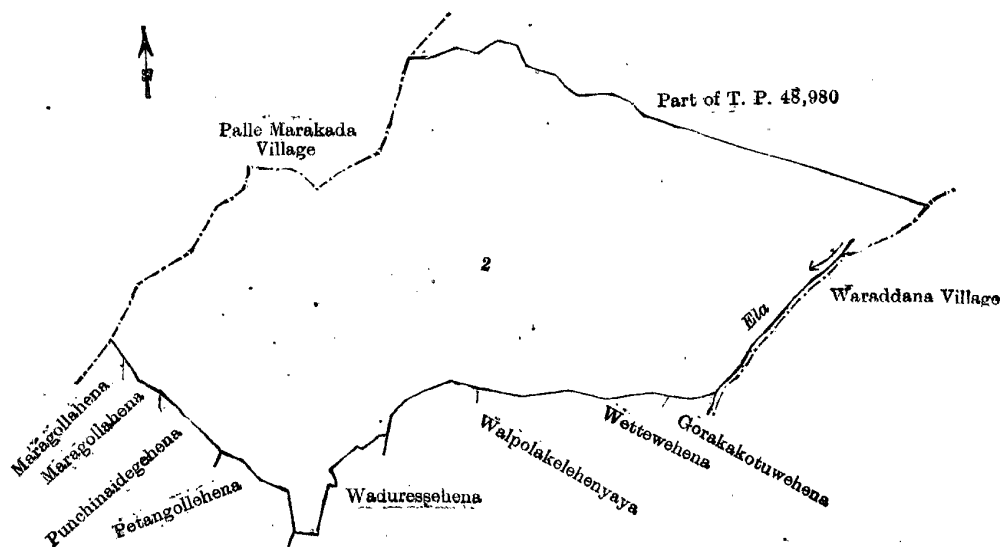 Part of T. P. 48,980
Palle Marakada
Village
2
Waraddana Village
Ela
Maragollahena
Maragollahena
Punchinaidegehena
Petangollehena
Waduressehena
Walpolakelehenyaya
Wettewehena
Gorakakotuwehena